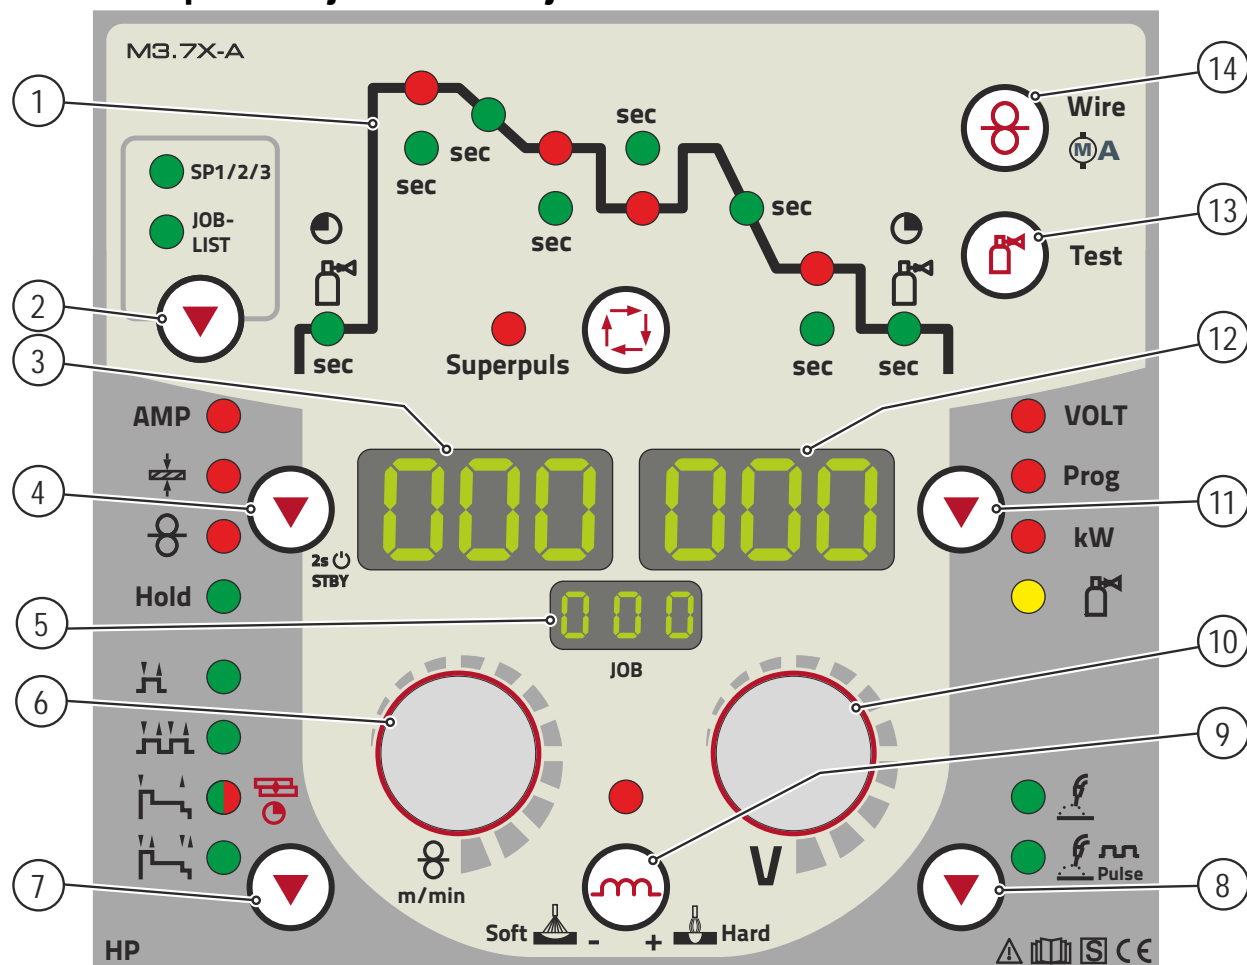 M3.7X-A
1
14
Wire
M A
sec
sec
sec
SP1/2/3
JOB-
LIST
sec
sec
13
Test
2
3
12
sec
Superpuls
sec
sec
AMP
VOLT
000
000
Prog
4
11
kW
2s
STBY
Hold
5
000
JOB
10
6
9
7
8
m/min
V
Pulse
Soft
-
+
Hard
HP
S
CE